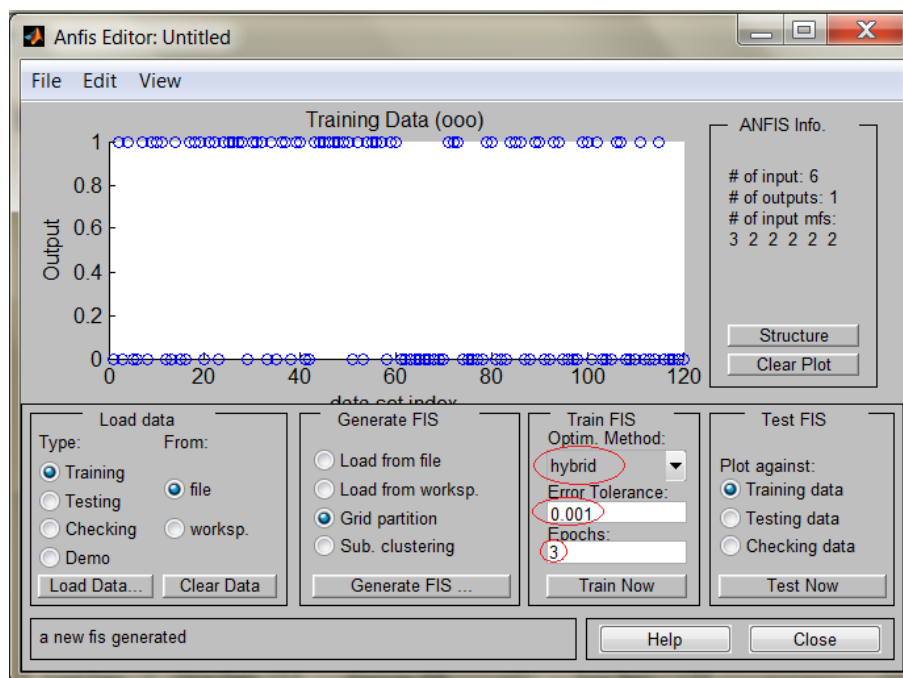 Anfis Editor: Untitled
File Edit View
Training Data (ooo)
1
0.8
0.6
0.4
0.2
0
Output
0 20 40 60 80 100 120
data set index
ANFIS Info.
# of input: 6
# of outputs: 1
# of input mfs:
3 2 2 2 2 2
Structure
Clear Plot
Load data
Type: From:
Training
Testing
Checking
Demo
file
worksp.
Load Data... Clear Data
Generate FIS
Load from file
Load from worksp.
Grid partition
Sub. clustering
Generate FIS ...
Train FIS
Optim. Method:
hybrid
Error Tolerance:
0.001
Epochs:
3
Train Now
Test FIS
Plot against:
Training data
Testing data
Checking data
Test Now
a new fis generated
Help Close